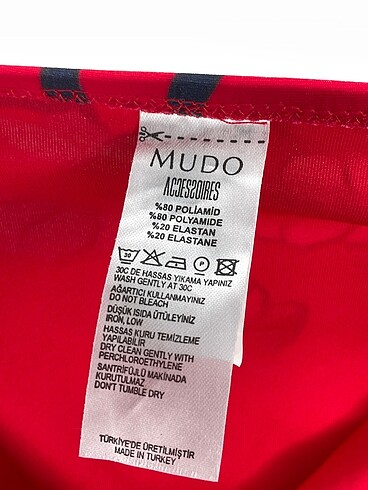 MUDO
ACCESSOIRES
%80 POLİAMİD
%80 POLYAMIDE
%20 ELASTAN
%20 ELASTANE
30
P
30C DE HASSAS YIKAMA YAPINIZ
WASH GENTLY AT 30C
AĞARTICI KULLANMAYINIZ
DO NOT BLEACH
DÜŞÜK ISIDA ÜTÜLEYİNİZ
IRON, LOW
HASSAS KURU TEMİZLEME
YAPILABİLİR
DRY CLEAN GENTLY WITH
PERCHLOROETHYLENE
SANTRİFÜJLÜ MAKİNADA
KURUTULMAZ
DON'T TUMBLE DRY
TÜRKİYE'DE ÜRETİLMİŞTİR
MADE IN TURKEY